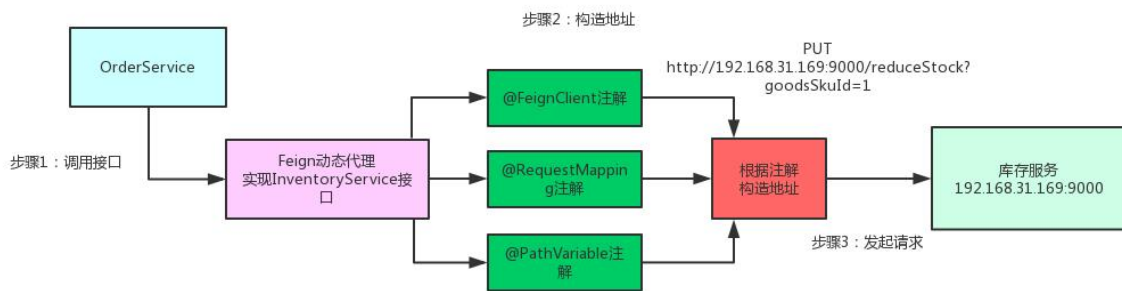 步骤2：构造地址
OrderService
PUT
http://192.168.31.169:9000/reduceStock?
goodsSkuId=1
@FeignClient注解
步骤1：调用接口
Feign动态代理
实现InventoryService接
口
@RequestMappin
g注解
根据注解
构造地址
库存服务
192.168.31.169:9000
步骤3：发起请求
@PathVariable注
解